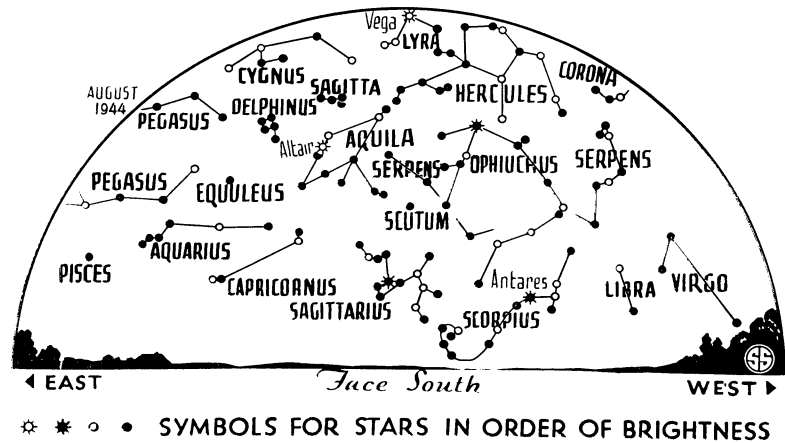 Vega
LYRA
CYGNUS
SAGITTA
CORONA
AUGUST
1944
PEGASUS
DELPHINUS
HERCULES
Altair
AQUILA
SERPENS
OPHIUCHUS
SERPENS
PEGASUS
EQUULEUS
SCUTUM
AQUARIUS
PISCES
CAPRICORNUS
SAGITTARIUS
Antares
SCORPIUS
LIBRA
VIRGO
SS
EAST
Face South
WEST
SYMBOLS FOR STARS IN ORDER OF BRIGHTNESS